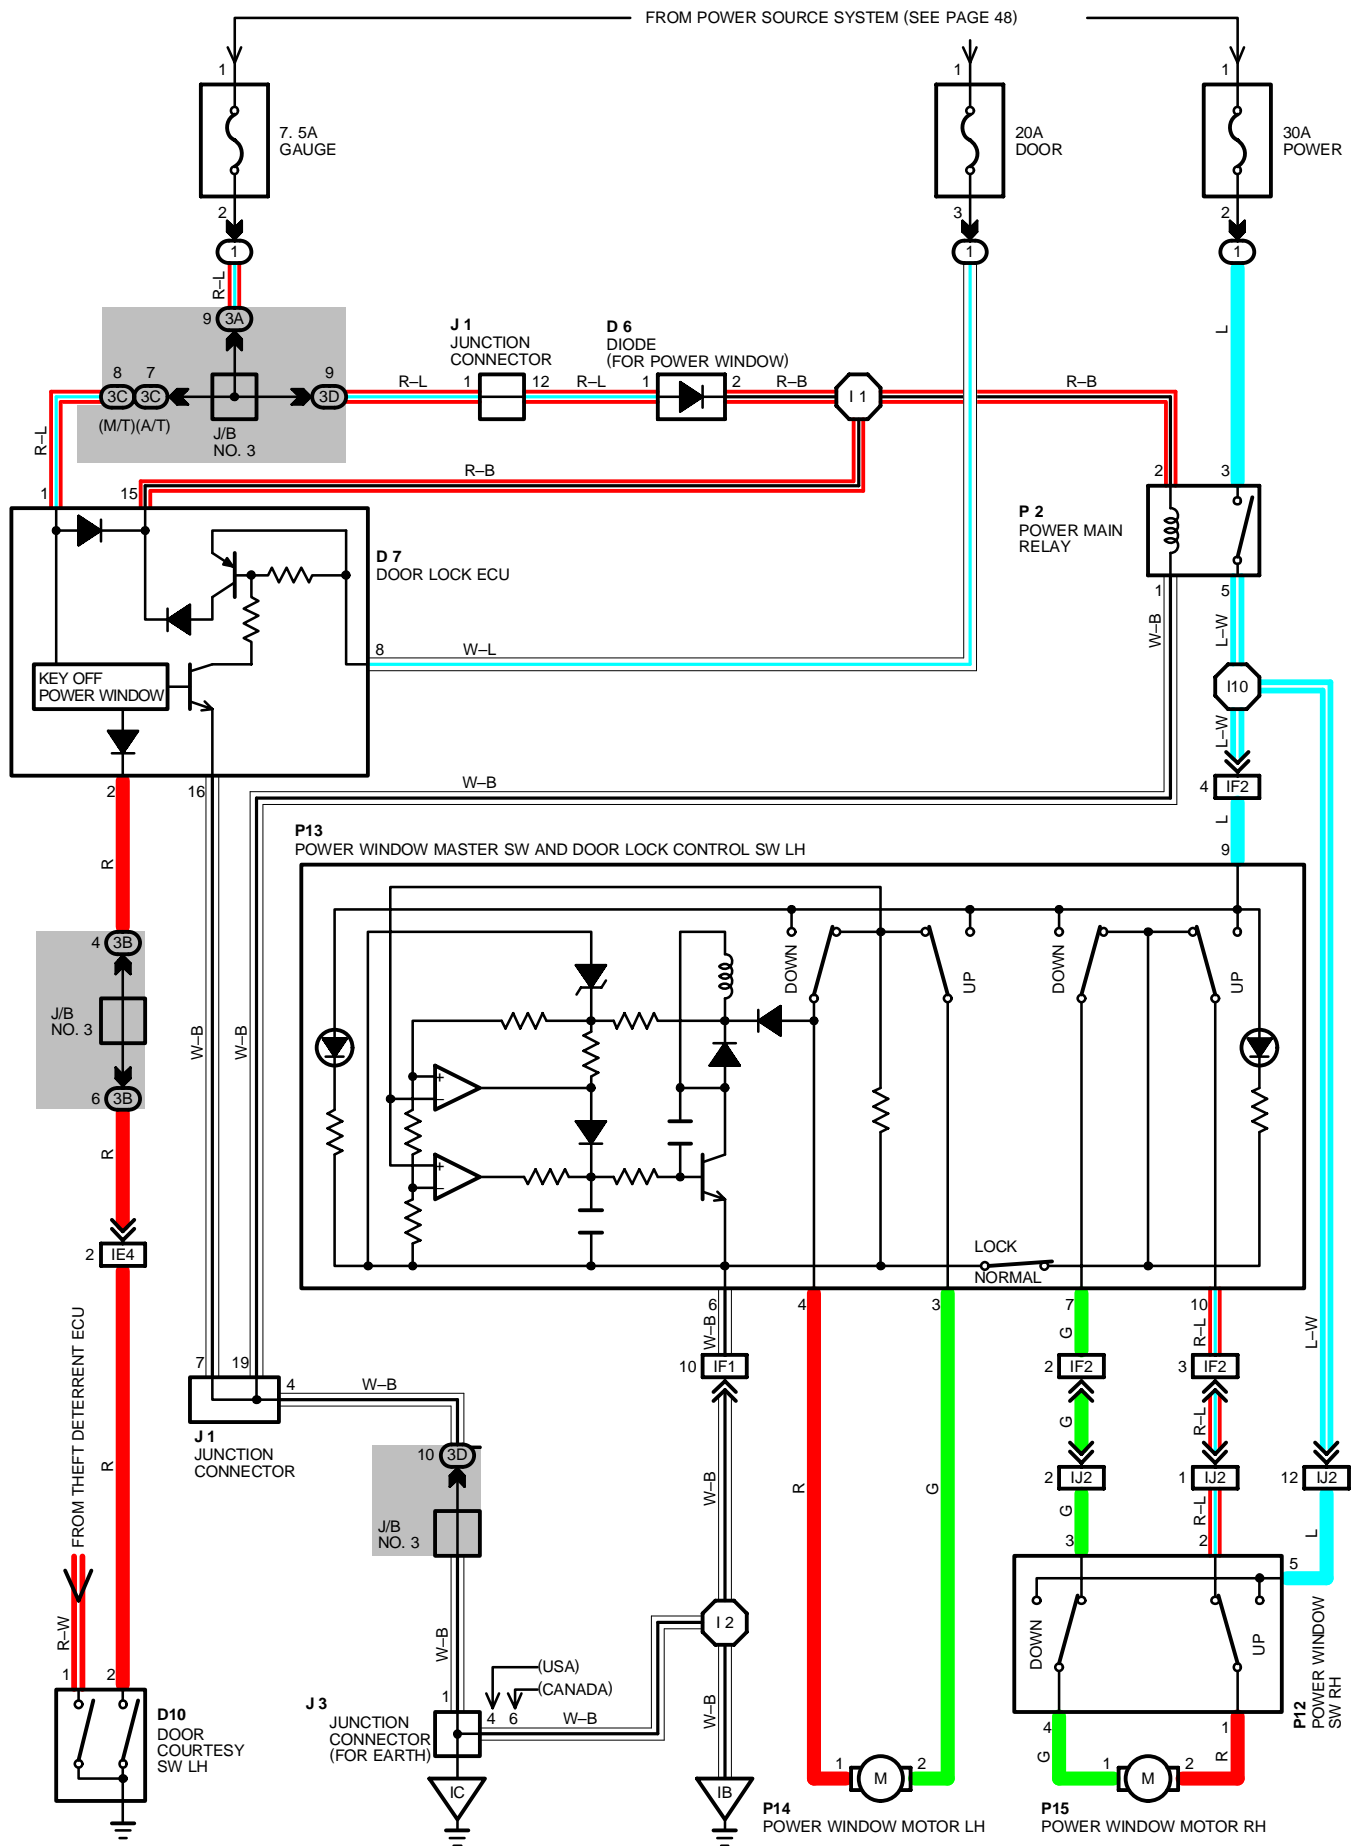 FROM POWER SOURCE SYSTEM (SEE PAGE 48)
1
1
1
7. 5A
GAUGE
20A
DOOR
30A
POWER
2
3
2
1
1
1
R–L
L
9 3A
J 1
JUNCTION
CONNECTOR
D 6
DIODE
(FOR POWER WINDOW)
8 7 9
3C 3C 3D
R–L 1 12 R–L 1 2 R–B I 1 R–B
(M/T)(A/T)
J/B
NO. 3
R–L
R–B
1 15
2 3
P 2
POWER MAIN
RELAY
D 7
DOOR LOCK ECU
1 5
8 W–L
W–B
L–W
KEY OFF
POWER WINDOW
I10
L–W
2 16
W–B
4 IF2
R
L
P13
POWER WINDOW MASTER SW AND DOOR LOCK CONTROL SW LH
9
4 3B
DOWN
UP
DOWN
UP
J/B
NO. 3
W–B
W–B
+
–
6 3B
R
+
–
2 IE4
LOCK
NORMAL
6 4 3 7 10
W–B
G
R–L
L–W
FROM THEFT DETERRENT ECU
7 19
10 IF1
2 IF2
3 IF2
4 W–B
G
R–L
J 1
JUNCTION
CONNECTOR
R
10 3D
W–B
R
G
2 IJ2
1 IJ2
12 IJ2
J/B
NO. 3
G
R–L
L
3 2
5
I 2
R–W
W–B
DOWN
UP
P12
POWER WINDOW
SW RH
1 2
(USA)
(CANADA)
D10
DOOR
COURTESY
SW LH
J 3
JUNCTION
CONNECTOR
(FOR EARTH)
1
4 6
W–B
W–B
4 1
G
R
IC
IB
1 M 2
1 M 2
P14
POWER WINDOW MOTOR LH
P15
POWER WINDOW MOTOR RH